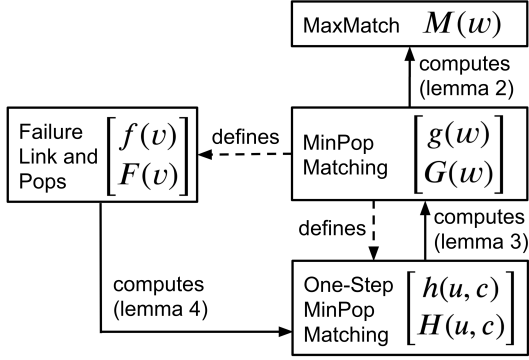 MaxMatch M(w)
computes
(lemma 2)
Failure
Link and
Pops
f(v)
F(v)
defines
MinPop
Matching
g(w)
G(w)
defines
computes
(lemma 3)
computes
(lemma 4)
One-Step
MinPop
Matching
h(u, c)
H(u, c)